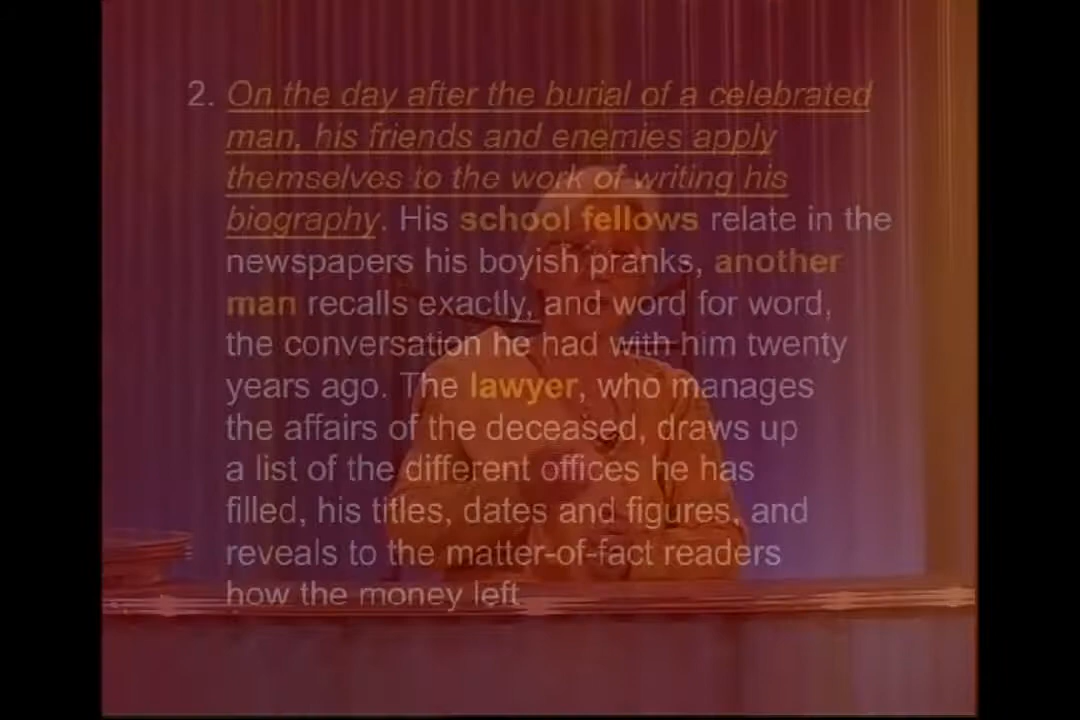 2. On the day after the burial of a celebrated
man, his friends and enemies apply
themselves to the work of writing his
biography. His school fellows relate in the
newspapers his boyish pranks, another
man recalls exactly, and word for word,
the conversation he had with him twenty
years ago. The lawyer, who manages
the affairs of the deceased, draws up
a list of the different offices he has
filled, his titles, dates and figures, and
reveals to the matter-of-fact readers
how the money left